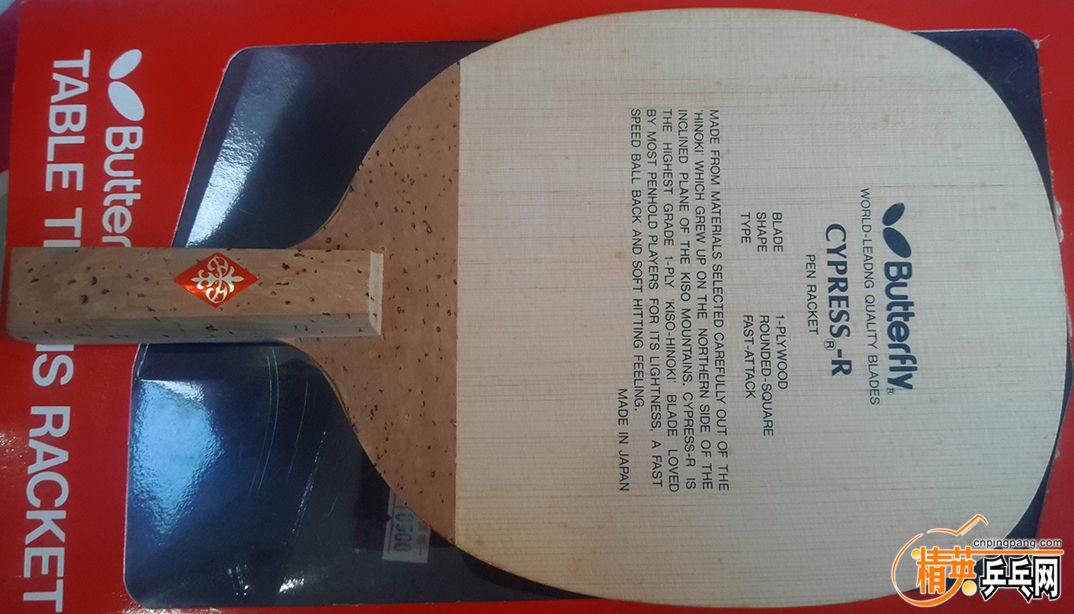 Butterfly®
WORLD-LEADNG QUALITY BLADES
CYPRESS®-R
PEN RACKET
BLADE 1-PLYWOOD
SHAPE ROUNDED-SQUARE
TYPE FAST-ATTACK
MADE FROM MATERIALS SELECTED CAREFULLY OUT OF THE
'HINOKI' WHICH GREW UP ON THE NORTHERN SIDE OF THE
INCLINED PLANE OF THE KISO MOUNTAINS. CYPRESS-R IS
THE HIGHEST GRADE 1-PLY 'KISO-HINOKI' BLADE LOVED
BY MOST PENHOLD PLAYERS FOR ITS LIGHTNESS, A FAST
SPEED BALL BACK AND SOFT HITTING FEELING.
MADE IN JAPAN
Butter
TABLE T IS RACKET
cnpingpang.com
精英乒乓网